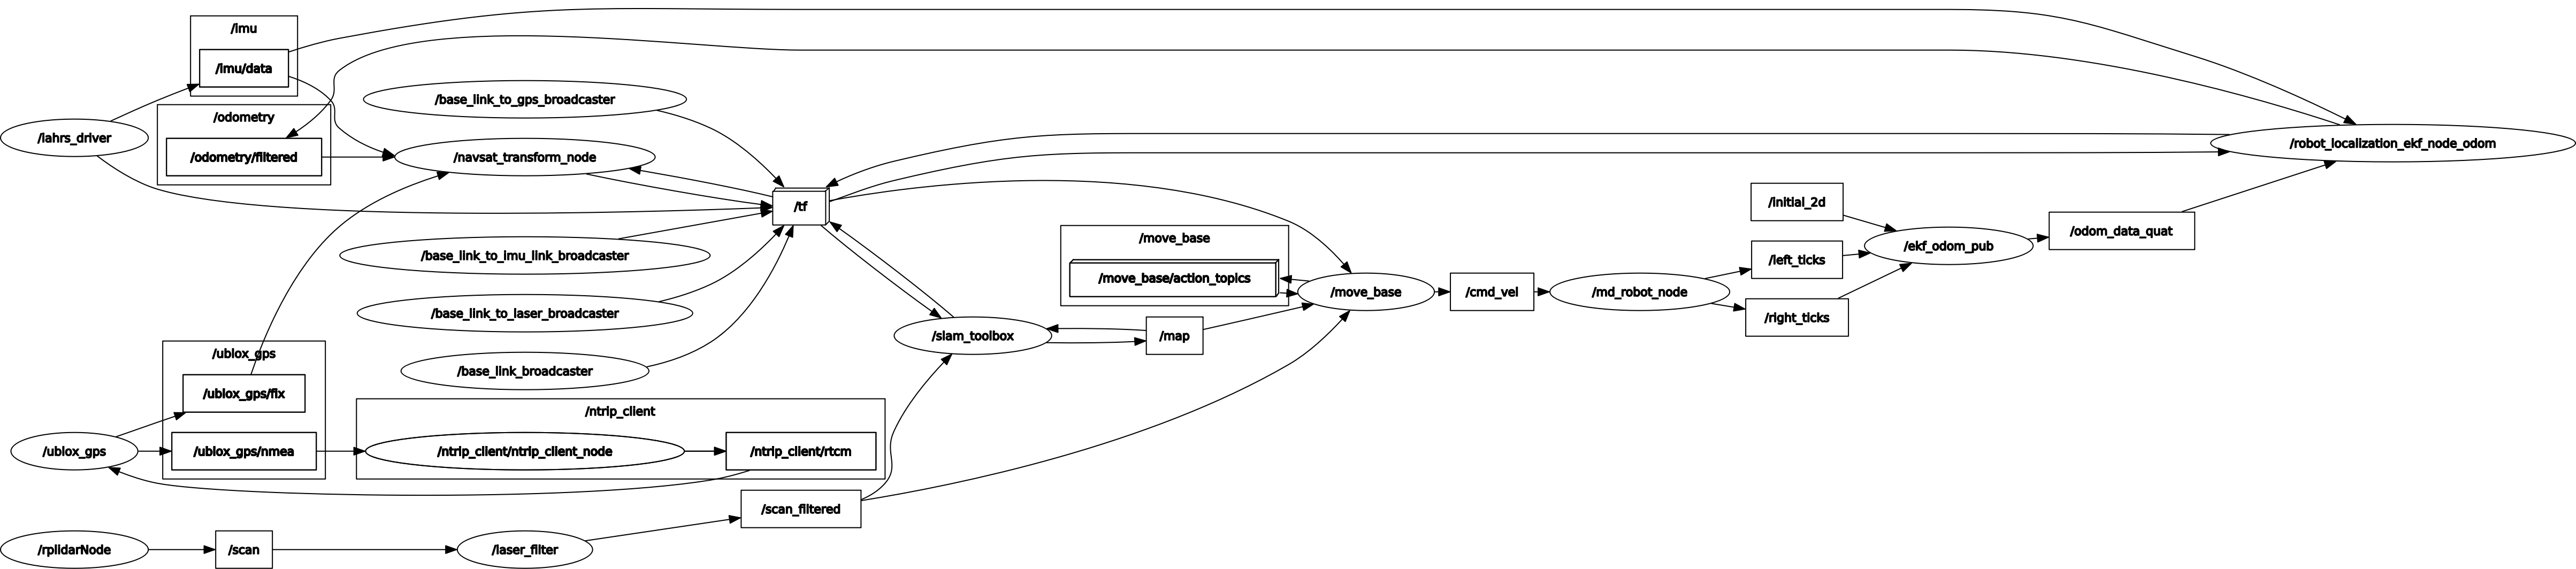 /imu
/imu/data
/odometry
/odometry/filtered
/iahrs_driver
/base_link_to_gps_broadcaster
/navsat_transform_node
/tf
/base_link_to_imu_link_broadcaster
/base_link_to_laser_broadcaster
/base_link_broadcaster
/ublox_gps
/ublox_gps/fix
/ublox_gps/nmea
/ublox_gps
/ntrip_client
/ntrip_client/ntrip_client_node
/ntrip_client/rtcm
/scan_filtered
/rplidarNode
/scan
/laser_filter
/slam_toolbox
/map
/move_base
/move_base/action_topics
/move_base
/cmd_vel
/md_robot_node
/initial_2d
/left_ticks
/right_ticks
/ekf_odom_pub
/odom_data_quat
/robot_localization_ekf_node_odom